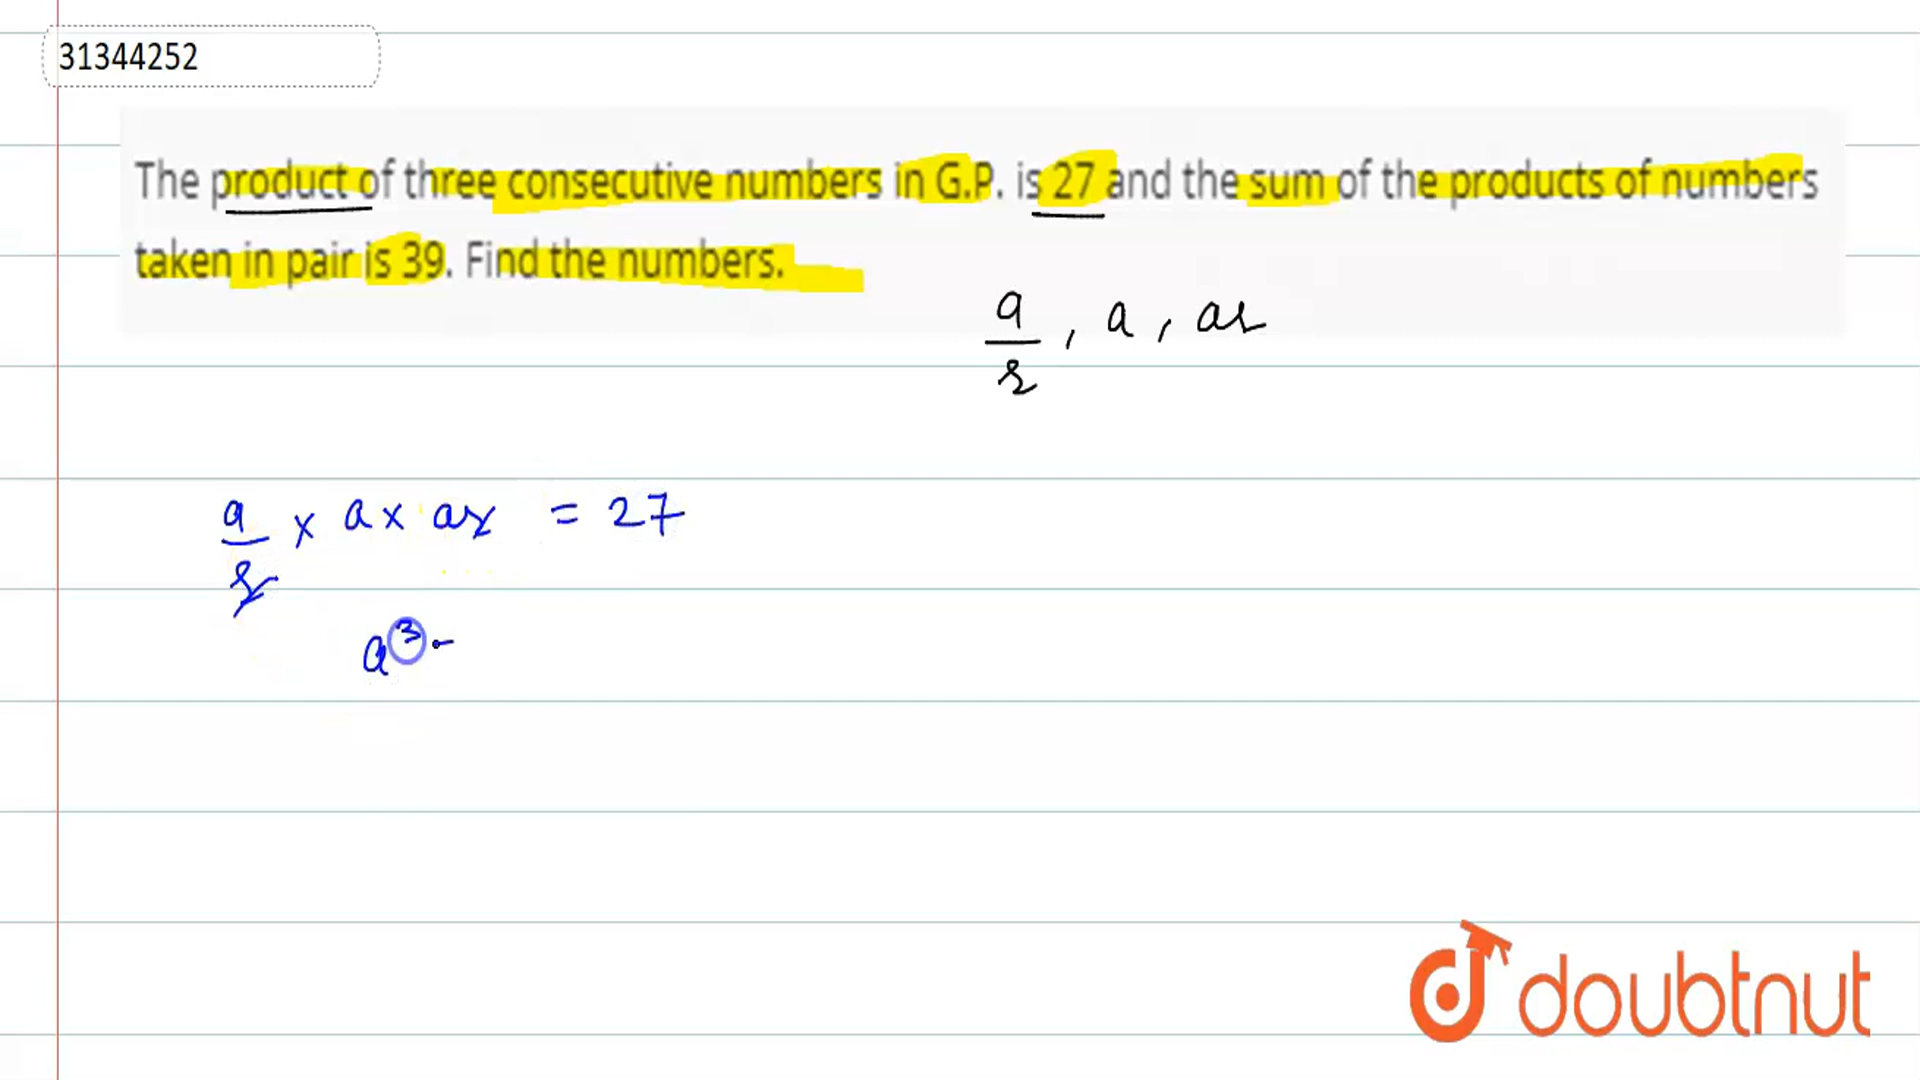 31344252
The product of three consecutive numbers in G.P. is 27 and the sum of the products of numbers
taken in pair is 39. Find the numbers.
a/r , a , ar
a/r × a × ar = 27
a³ -
doubtnut